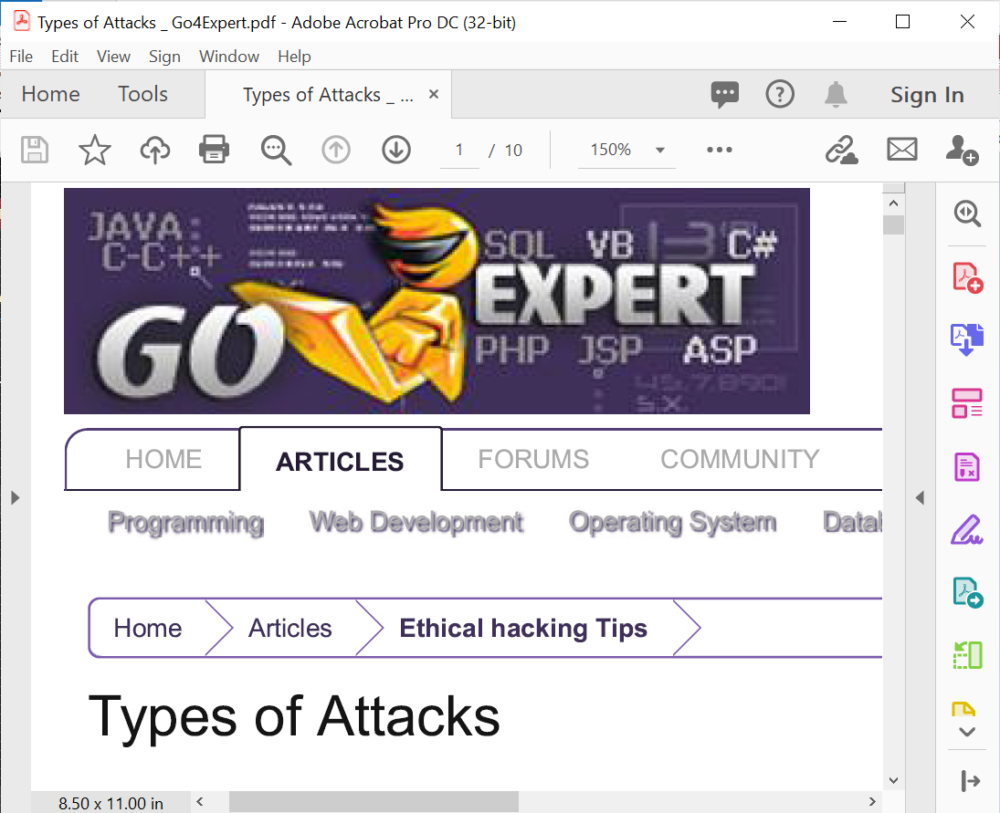 Types of Attacks _ Go4Expert.pdf - Adobe Acrobat Pro DC (32-bit)
File Edit View Sign Window Help
Home Tools Types of Attacks _ ... × Sign In
1 / 10 150%
JAVA:
C-C++
SQL VB C#
GO EXPERT
PHP JSP ASP
HOME ARTICLES FORUMS COMMUNITY
Programming Web Development Operating System
Home Articles Ethical hacking Tips
Types of Attacks
8.50 x 11.00 in